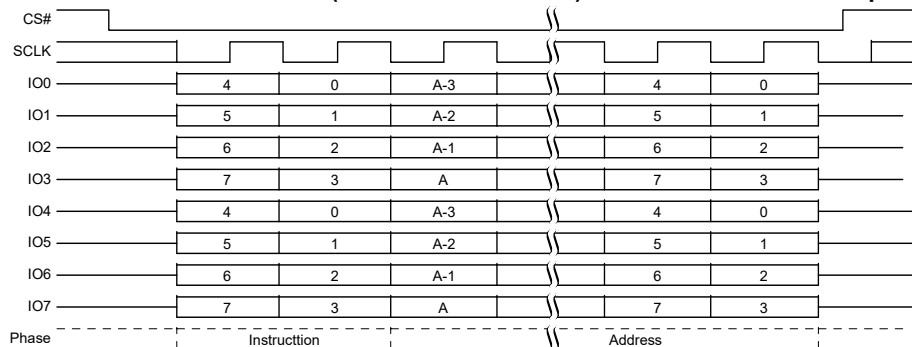 CS#
SCLK
IO0 4 0 A-3 4 0
IO1 5 1 A-2 5 1
IO2 6 2 A-1 6 2
IO3 7 3 A 7 3
IO4 4 0 A-3 4 0
IO5 5 1 A-2 5 1
IO6 6 2 A-1 6 2
IO7 7 3 A 7 3
Phase Instructtion Address